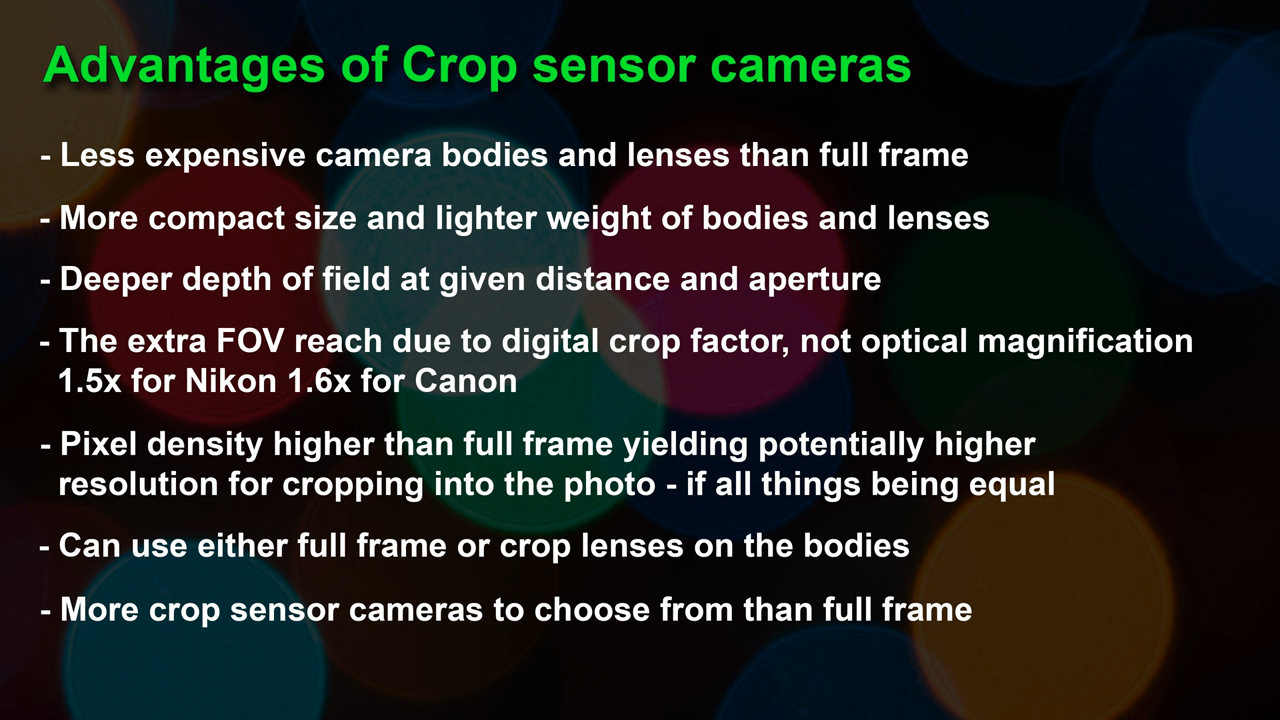 Advantages of Crop sensor cameras
- Less expensive camera bodies and lenses than full frame
- More compact size and lighter weight of bodies and lenses
- Deeper depth of field at given distance and aperture
- The extra FOV reach due to digital crop factor, not optical magnification
1.5x for Nikon 1.6x for Canon
- Pixel density higher than full frame yielding potentially higher
resolution for cropping into the photo - if all things being equal
- Can use either full frame or crop lenses on the bodies
- More crop sensor cameras to choose from than full frame